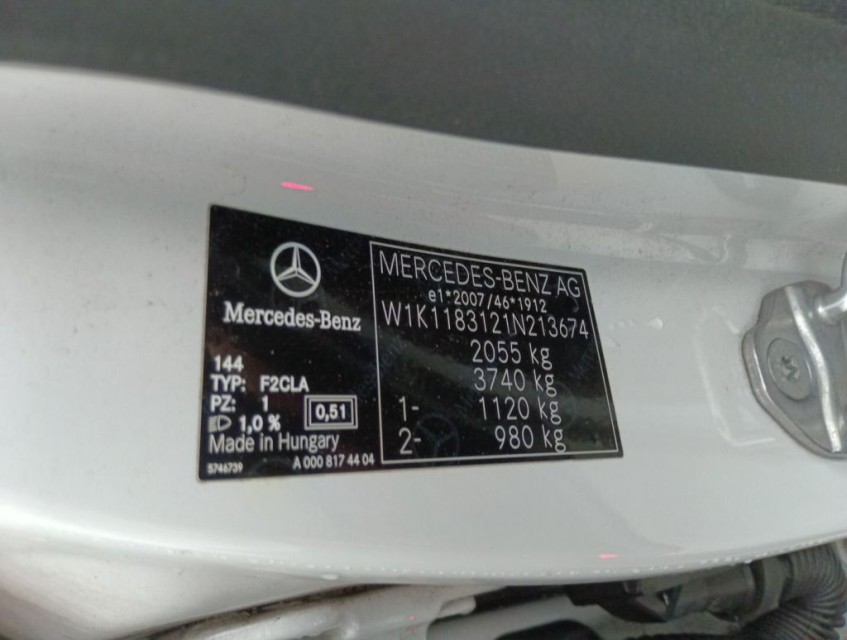 Mercedes-Benz
144
TYP: F2CLA
PZ: 1
0,51
1,0 %
Made in Hungary
5746739
A 000 817 44 04
MERCEDES-BENZ AG
e1*2007/46*1912
W1K1183121N213674
2055 kg
3740 kg
1- 1120 kg
2- 980 kg